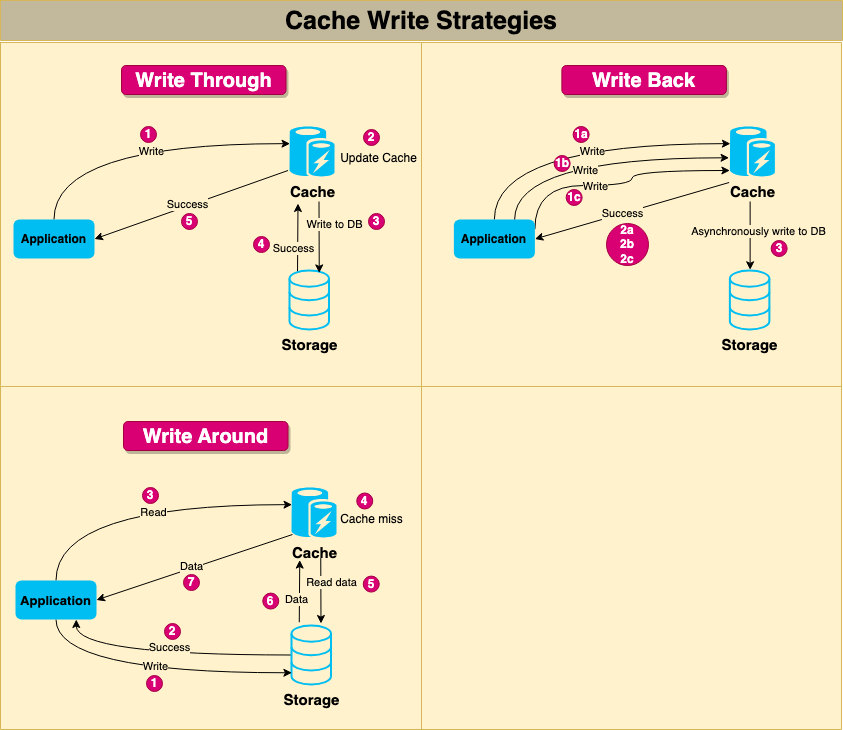 Cache Write Strategies
Write Through
1
Write
2
Update Cache
Cache
Success
5
Application
Write to DB
3
4
Success
Storage
Write Back
1a
Write
1b
Write
Write
1c
Cache
Success
2a
2b
2c
Application
Asynchronously write to DB
3
Storage
Write Around
3
Read
4
Cache miss
Cache
Data
7
Read data
5
6
Data
Application
2
Success
Write
1
Storage